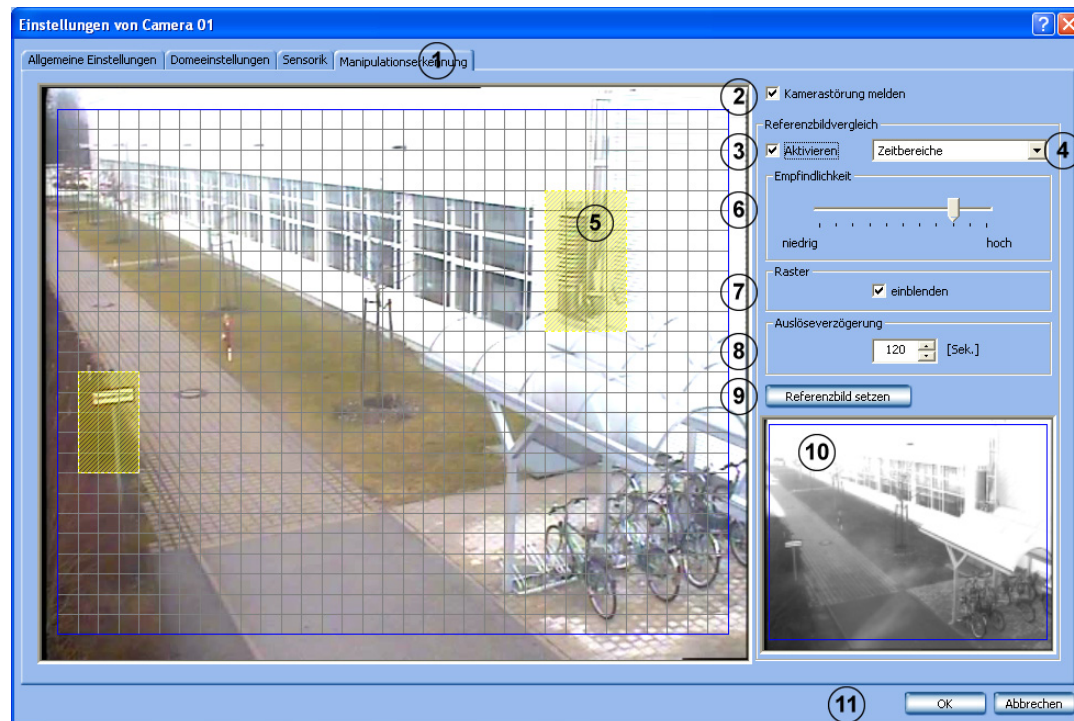 Einstellungen von Camera 01
Allgemeine Einstellungen Domeeinstellungen Sensorik Manipulationserkennung
1
2 Kamerastörung melden
Referenzbildvergleich
3 Aktivieren Zeitbereiche 4
Empfindlichkeit
5
6
niedrig hoch
Raster
7 einblenden
Auslöseverzögerung
8 120 [Sek.]
9 Referenzbild setzen
10
11 OK Abbrechen